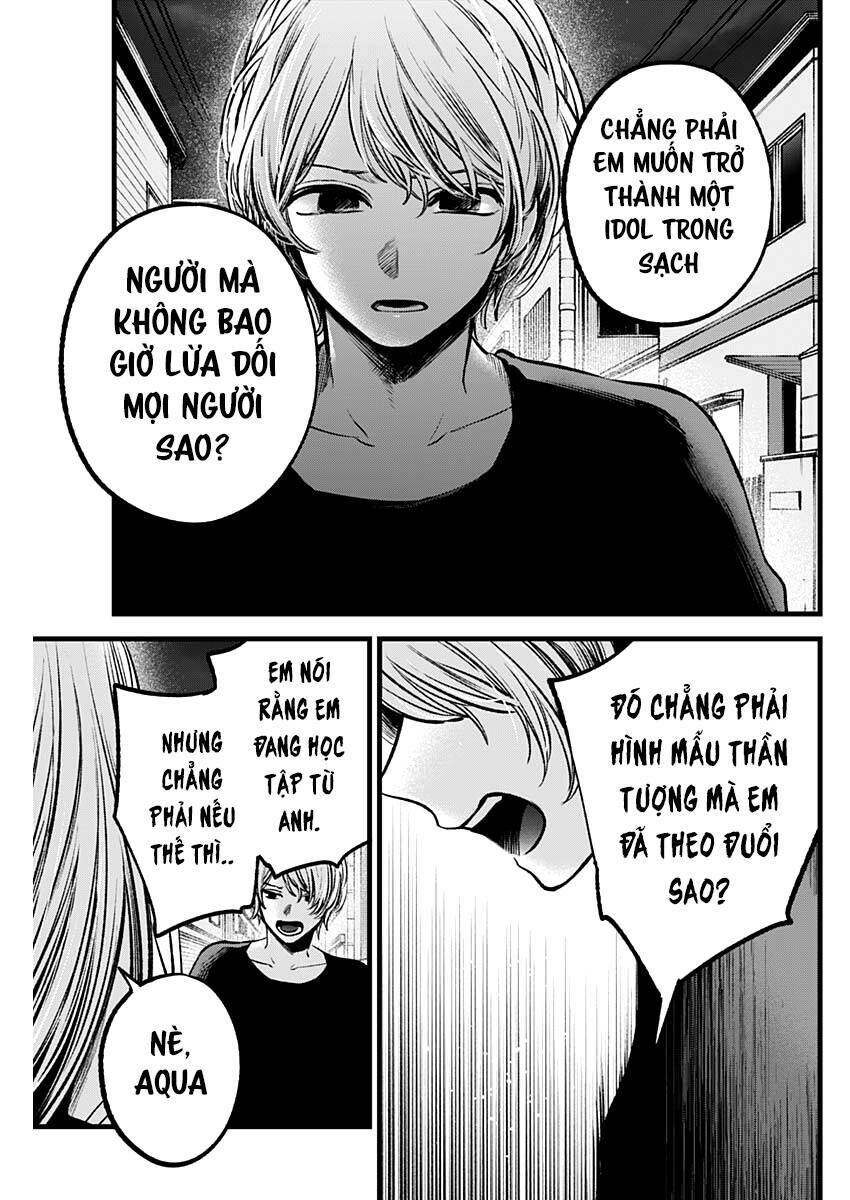 CHẲNG PHẢI
EM MUỐN TRỞ
THÀNH MỘT
IDOL TRONG
SẠCH
NGƯỜI MÀ
KHÔNG BAO
GIỜ LỪA DỐI
MỌI NGƯỜI
SAO?
ĐÓ CHẲNG PHẢI
HÌNH MẪU THẦN
TƯỢNG MÀ EM
ĐÃ THEO ĐUỔI
SAO?
EM NÓI
RẰNG EM
ĐANG HỌC
TẬP TỪ
ANH.
NHƯNG
CHẲNG
PHẢI NẾU
THẾ THÌ..
NÈ,
AQUA